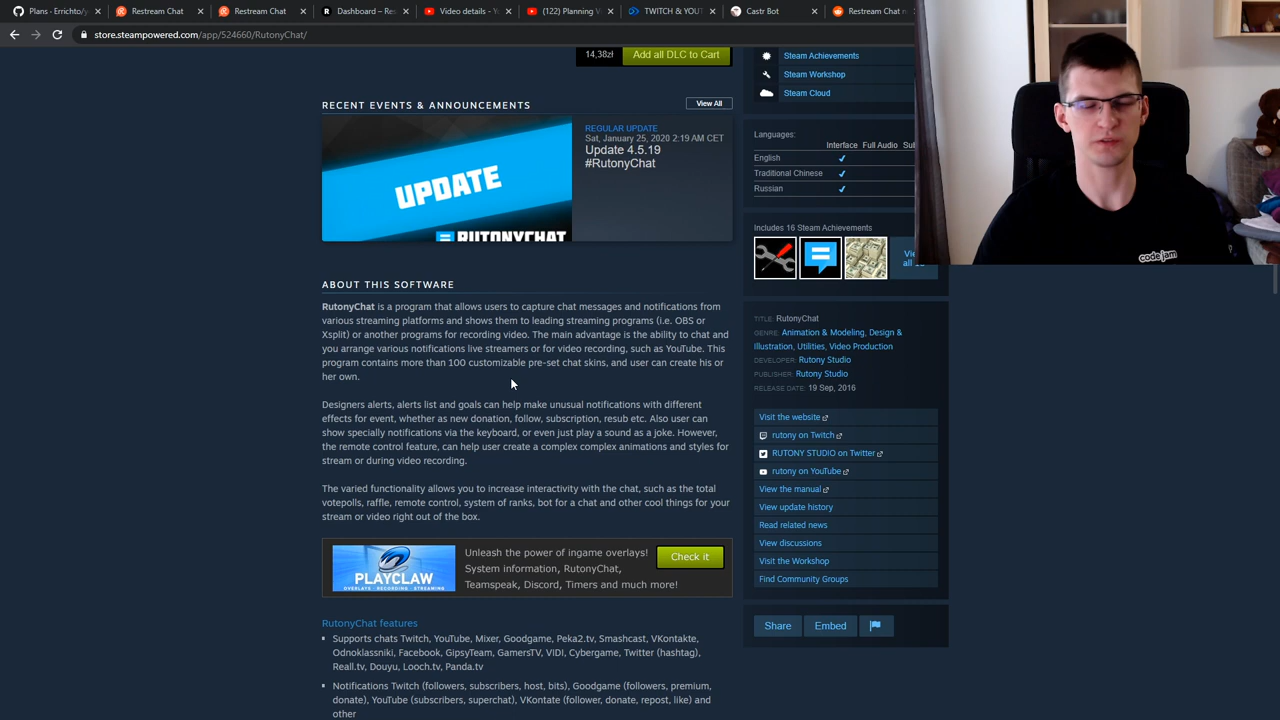 Plans - Errichto/y
Restream Chat
Restream Chat
Dashboard – Res
Video details - Yo
(122) Planning V
TWITCH & YOUT
Castr Bot
Restream Chat n
store.steampowered.com/app/524660/RutonyChat/
14,38zł
Add all DLC to Cart
Steam Achievements
Steam Workshop
Steam Cloud
RECENT EVENTS & ANNOUNCEMENTS
View All
REGULAR UPDATE
Sat, January 25, 2020 2:19 AM CET
Update 4.5.19
#RutonyChat
UPDATE
RUTONYCHAT
Languages:
Interface Full Audio Su
English ✔
Traditional Chinese ✔
Russian ✔
Includes 16 Steam Achievements
ABOUT THIS SOFTWARE
RutonyChat is a program that allows users to capture chat messages and notifications from
various streaming platforms and shows them to leading streaming programs (i.e. OBS or
Xsplit) or another programs for recording video. The main advantage is the ability to chat and
you arrange various notifications live streamers or for video recording, such as YouTube. This
program contains more than 100 customizable pre-set chat skins, and user can create his or
her own.
Designers alerts, alerts list and goals can help make unusual notifications with different
effects for event, whether as new donation, follow, subscription, resub etc. Also user can
show specially notifications via the keyboard, or even just play a sound as a joke. However,
the remote control feature, can help user create a complex complex animations and styles for
stream or during video recording.
The varied functionality allows you to increase interactivity with the chat, such as the total
votepolls, raffle, remote control, system of ranks, bot for a chat and other cool things for your
stream or video right out of the box.
PLAYCLAW
OVERLAYS · RECORDING · STREAMING
Unleash the power of ingame overlays!
System information, RutonyChat,
Teamspeak, Discord, Timers and much more!
Check it
RutonyChat features
Supports chats Twitch, YouTube, Mixer, Goodgame, Peka2.tv, Smashcast, VKontakte,
Odnoklassniki, Facebook, GipsyTeam, GamersTV, VIDI, Cybergame, Twitter (hashtag),
Reall.tv, Douyu, Looch.tv, Panda.tv
Notifications Twitch (followers, subscribers, host, bits), Goodgame (followers, premium,
donate), YouTube (subscribers, superchat), VKontate (follower, donate, repost, like) and
other
TITLE: RutonyChat
GENRE: Animation & Modeling, Design &
Illustration, Utilities, Video Production
DEVELOPER: Rutony Studio
PUBLISHER: Rutony Studio
RELEASE DATE: 19 Sep, 2016
Visit the website
rutony on Twitch
RUTONY STUDIO on Twitter
rutony on YouTube
View the manual
View update history
Read related news
View discussions
Visit the Workshop
Find Community Groups
Share
Embed
code jam